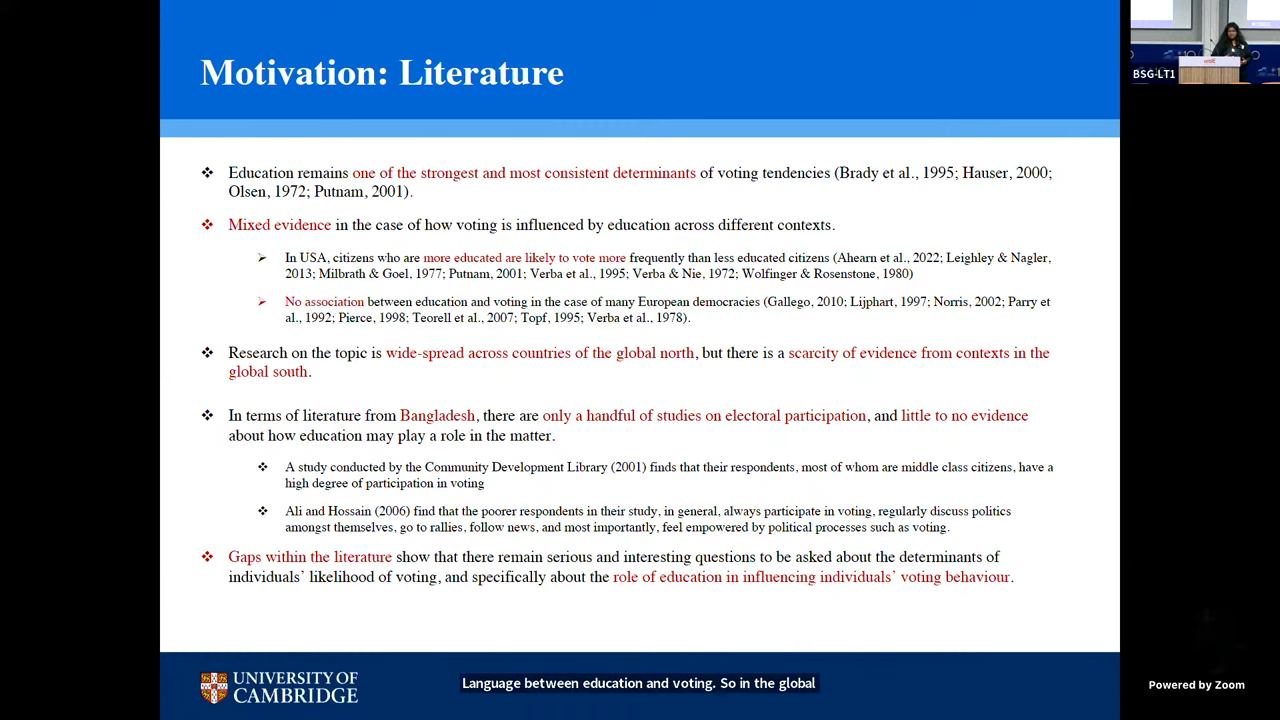 Motivation: Literature
BSG-LT1
Education remains one of the strongest and most consistent determinants of voting tendencies (Brady et al., 1995; Hauser, 2000;
Olsen, 1972; Putnam, 2001).
Mixed evidence in the case of how voting is influenced by education across different contexts.
In USA, citizens who are more educated are likely to vote more frequently than less educated citizens (Ahearn et al., 2022; Leighley & Nagler,
2013; Milbrath & Goel, 1977; Putnam, 2001; Verba et al., 1995; Verba & Nie, 1972; Wolfinger & Rosenstone, 1980)
No association between education and voting in the case of many European democracies (Gallego, 2010; Lijphart, 1997; Norris, 2002; Parry et
al., 1992; Pierce, 1998; Teorell et al., 2007; Topf, 1995; Verba et al., 1978).
Research on the topic is wide-spread across countries of the global north, but there is a scarcity of evidence from contexts in the
global south.
In terms of literature from Bangladesh, there are only a handful of studies on electoral participation, and little to no evidence
about how education may play a role in the matter.
A study conducted by the Community Development Library (2001) finds that their respondents, most of whom are middle class citizens, have a
high degree of participation in voting
Ali and Hossain (2006) find that the poorer respondents in their study, in general, always participate in voting, regularly discuss politics
amongst themselves, go to rallies, follow news, and most importantly, feel empowered by political processes such as voting.
Gaps within the literature show that there remain serious and interesting questions to be asked about the determinants of
individuals' likelihood of voting, and specifically about the role of education in influencing individuals' voting behaviour.
UNIVERSITY OF
CAMBRIDGE
Language between education and voting. So in the global
Powered by Zoom